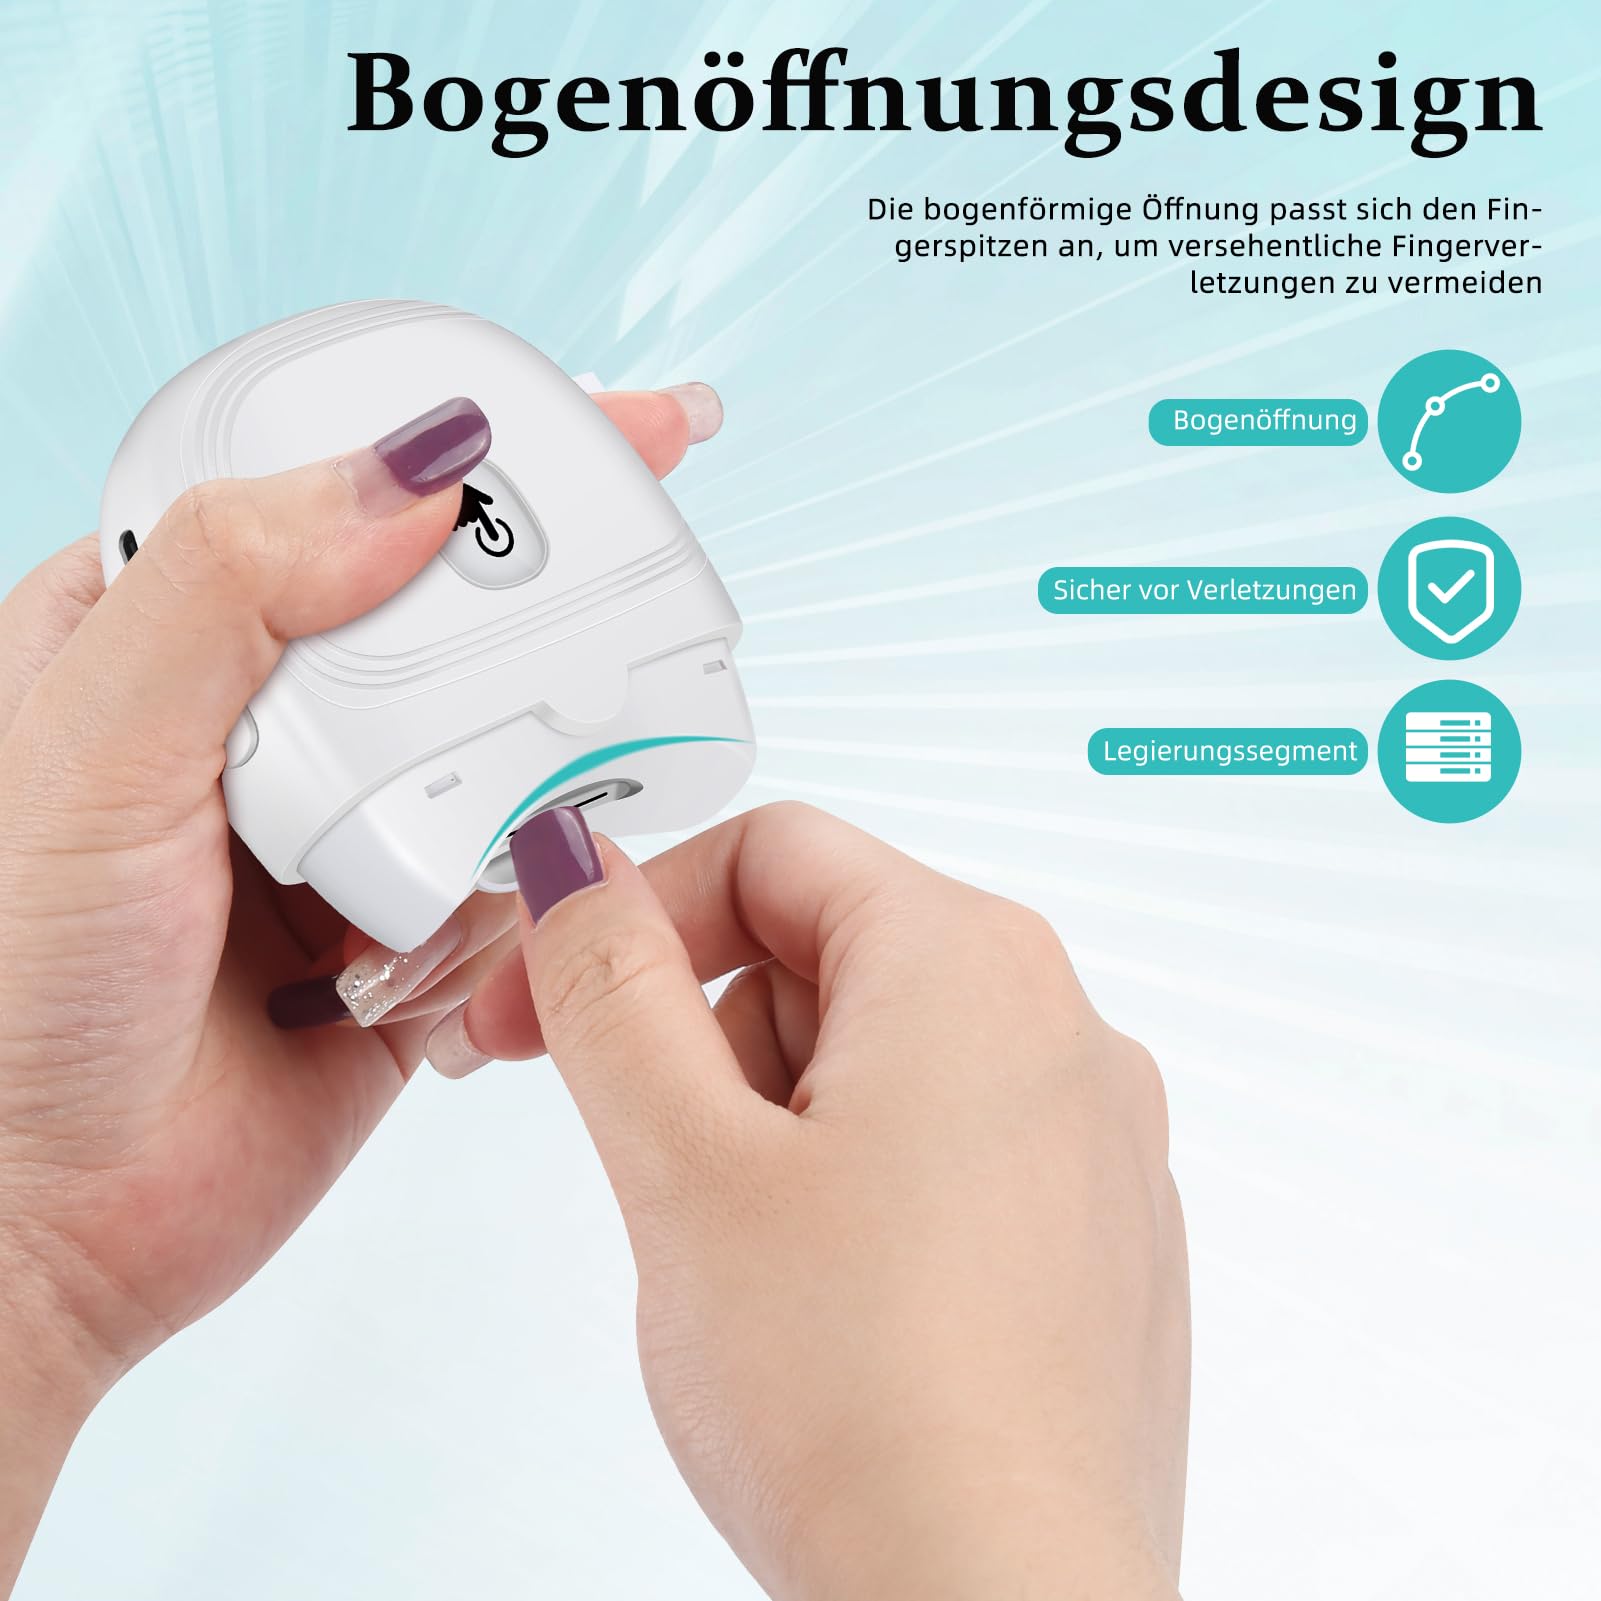 Bogenöffnungsdesign
Die bogenförmige Öffnung passt sich den Fin-
gerspitzen an, um versehentliche Fingerver-
letzungen zu vermeiden
Bogenöffnung
Sicher vor Verletzungen
Legierungssegment